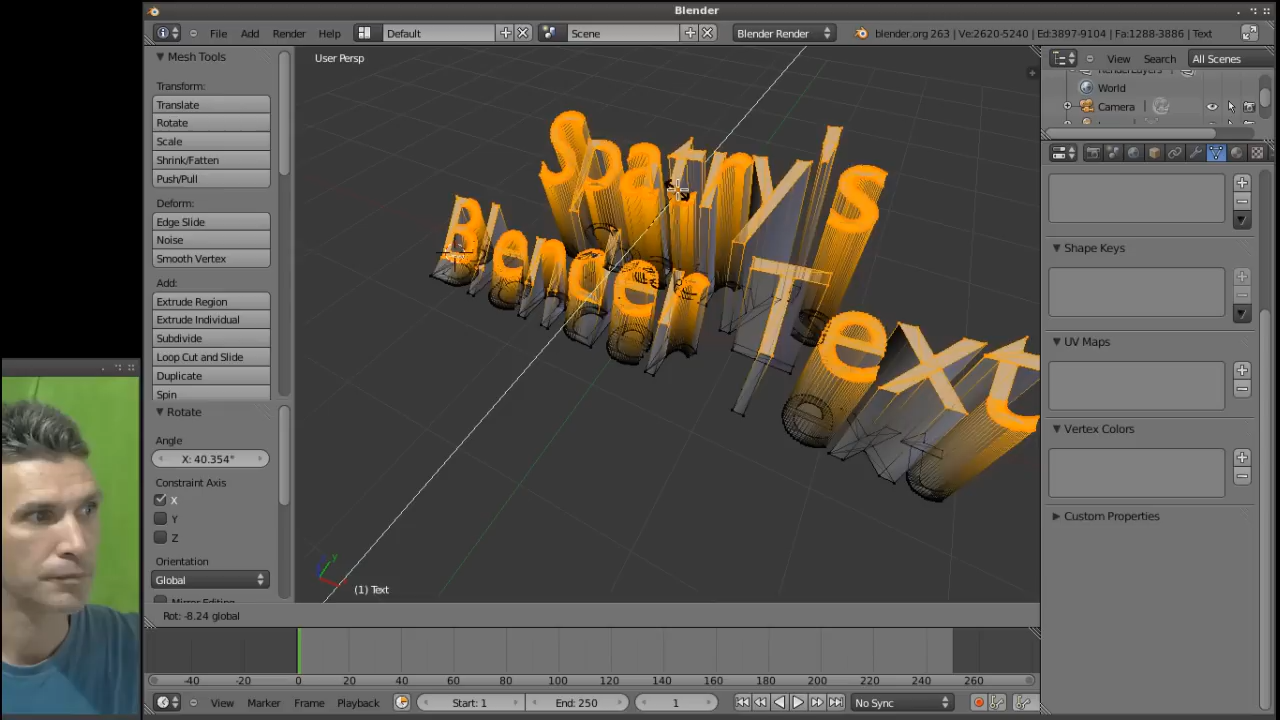 Blender
File Add Render Help Default Scene Blender Render blender.org 263 | Ve:2620-5240 | Ed:3897-9104 | Fa:1288-3886 | Text
Mesh Tools
Transform:
Translate
Rotate
Scale
Shrink/Fatten
Push/Pull
Deform:
Edge Slide
Noise
Smooth Vertex
Add:
Extrude Region
Extrude Individual
Subdivide
Loop Cut and Slide
Duplicate
Spin
Rotate
Angle
X: 40.354°
Constraint Axis
X
Y
Z
Orientation
Global
Mirror Editing
User Persp
Sparry's
Blender Text
y
(1) Text
Rot: -8.24 global
View Search All Scenes
RenderLayers
World
Camera
Shape Keys
UV Maps
Vertex Colors
Custom Properties
-40 -20 0 20 40 60 80 100 120 140 160 180 200 220 240 260
View Marker Frame Playback Start: 1 End: 250 1 No Sync